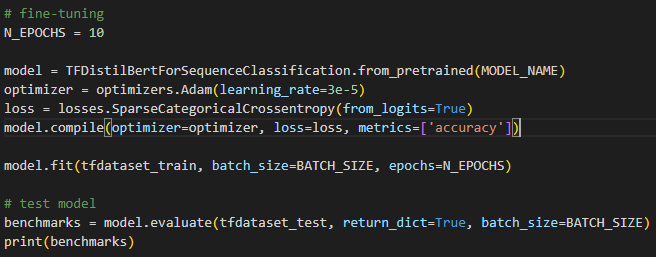 # fine-tuning
N_EPOCHS = 10
model = TFDistilBertForSequenceClassification.from_pretrained(MODEL_NAME)
optimizer = optimizers.Adam(learning_rate=3e-5)
loss = losses.SparseCategoricalCrossentropy(from_logits=True)
model.compile(optimizer=optimizer, loss=loss, metrics=['accuracy'])
model.fit(tfdataset_train, batch_size=BATCH_SIZE, epochs=N_EPOCHS)
# test model
benchmarks = model.evaluate(tfdataset_test, return_dict=True, batch_size=BATCH_SIZE)
print(benchmarks)